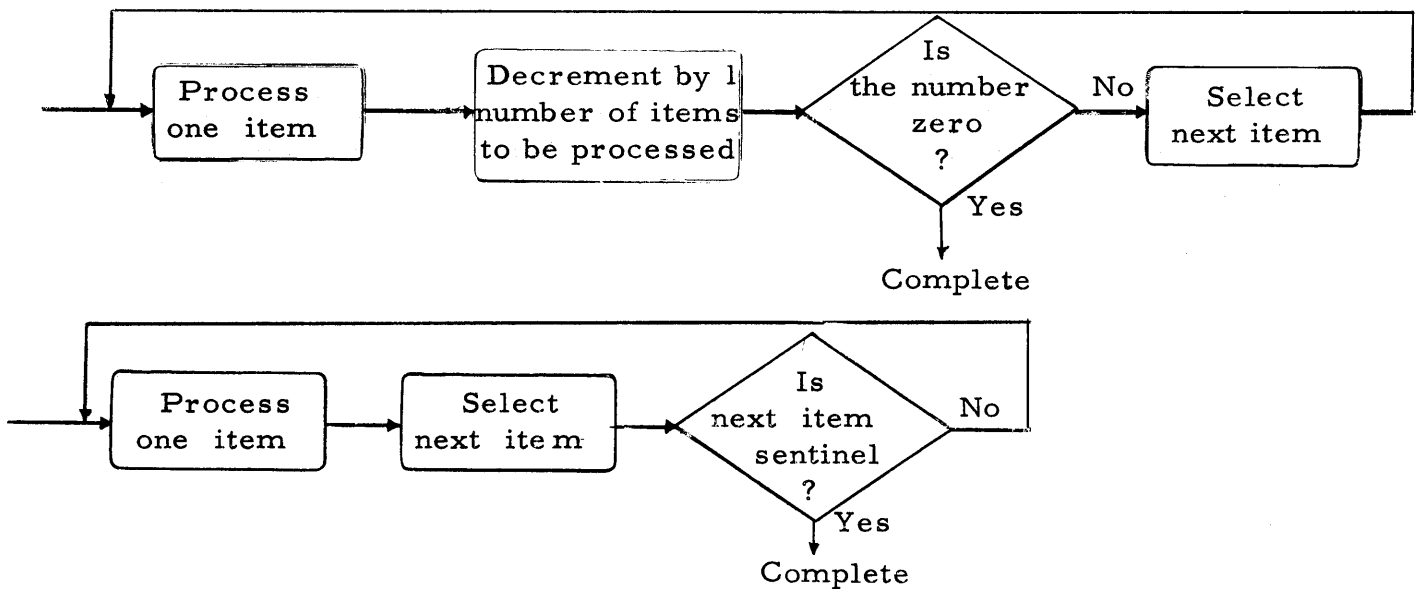 Process
one item
Decrement by 1
number of items
to be processed
Is
the number
zero
?
No
Select
next item
Yes
Complete
Process
one item
Select
next item
Is
next item
sentinel
?
No
Yes
Complete